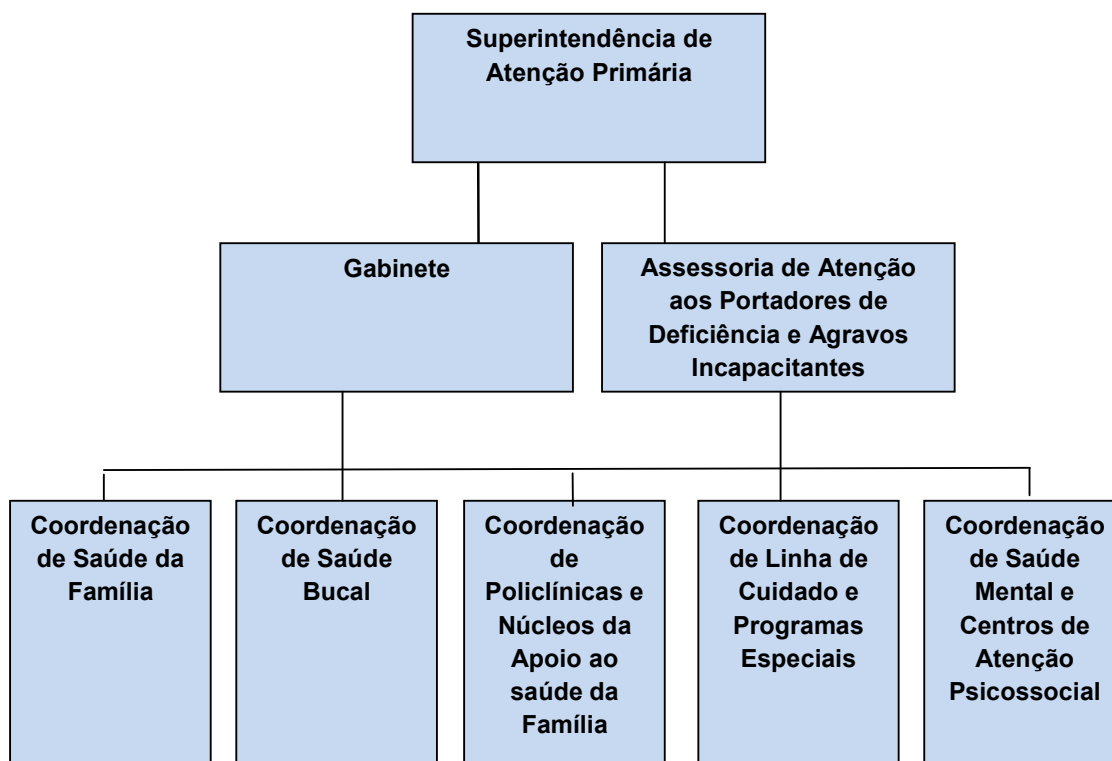 Superintendência de
Atenção Primária
Gabinete
Assessoria de Atenção
aos Portadores de
Deficiência e Agravos
Incapacitantes
Coordenação
de Saúde da
Família
Coordenação
de Saúde
Bucal
Coordenação
de
Policlínicas e
Núcleos da
Apoio ao
saúde da
Família
Coordenação
de Linha de
Cuidado e
Programas
Especiais
Coordenação
de Saúde
Mental e
Centros de
Atenção
Psicossocial